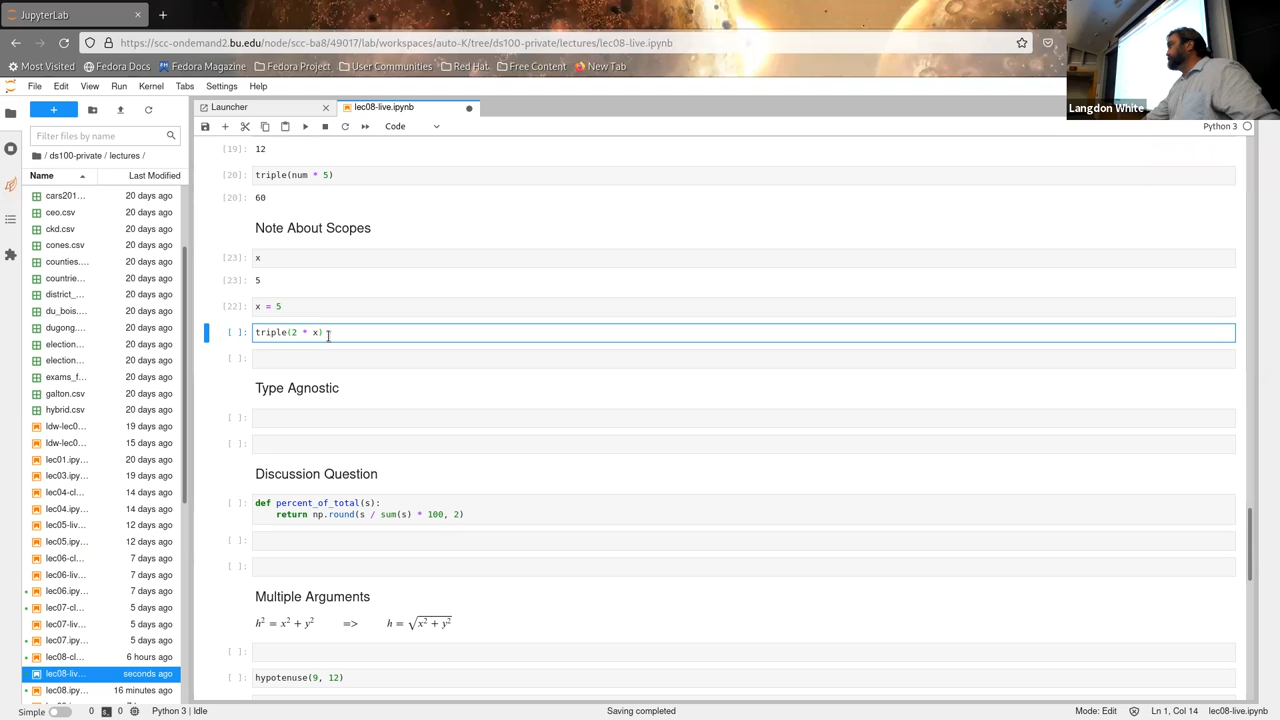 JupyterLab
https://scc-ondemand2.bu.edu/node/scc-ba8/49017/lab/workspaces/auto-K/tree/ds100-private/lectures/lec08-live.ipynb
Most Visited Fedora Docs Fedora Magazine Fedora Project User Communities Red Hat Free Content New Tab
Langdon White
File Edit View Run Kernel Tabs Settings Help
Launcher
lec08-live.ipynb
Filter files by name
Code
Python 3
/ ds100-private / lectures /
Name Last Modified
cars201... 20 days ago
ceo.csv 20 days ago
ckd.csv 20 days ago
cones.csv 20 days ago
counties.... 20 days ago
countrie... 20 days ago
district_... 20 days ago
du_bois.... 20 days ago
dugong.... 20 days ago
election... 20 days ago
election... 20 days ago
exams_f... 20 days ago
galton.csv 20 days ago
hybrid.csv 20 days ago
ldw-lec0... 19 days ago
ldw-lec0... 15 days ago
lec01.ipy... 20 days ago
lec03.ipy... 19 days ago
lec04-cl... 14 days ago
lec04.ipy... 14 days ago
lec05-liv... 12 days ago
lec05.ipy... 12 days ago
lec06-cl... 7 days ago
lec06-liv... 7 days ago
lec06.ipy... 7 days ago
lec07-cl... 5 days ago
lec07-liv... 5 days ago
lec07.ipy... 5 days ago
lec08-cl... 6 hours ago
lec08-liv... seconds ago
lec08.ipy... 16 minutes ago
[19]: 12
[20]: triple(num * 5)
[20]: 60
Note About Scopes
[23]: x
[23]: 5
[22]: x = 5
[ ]: triple(2 * x)
[ ]:
Type Agnostic
[ ]:
[ ]:
Discussion Question
[ ]: def percent_of_total(s):
return np.round(s / sum(s) * 100, 2)
[ ]:
[ ]:
Multiple Arguments
h² = x² + y² => h = √x² + y²
[ ]:
[ ]: hypotenuse(9, 12)
Simple 0 0 Python 3 | Idle Saving completed Mode: Edit Ln 1, Col 14 lec08-live.ipynb